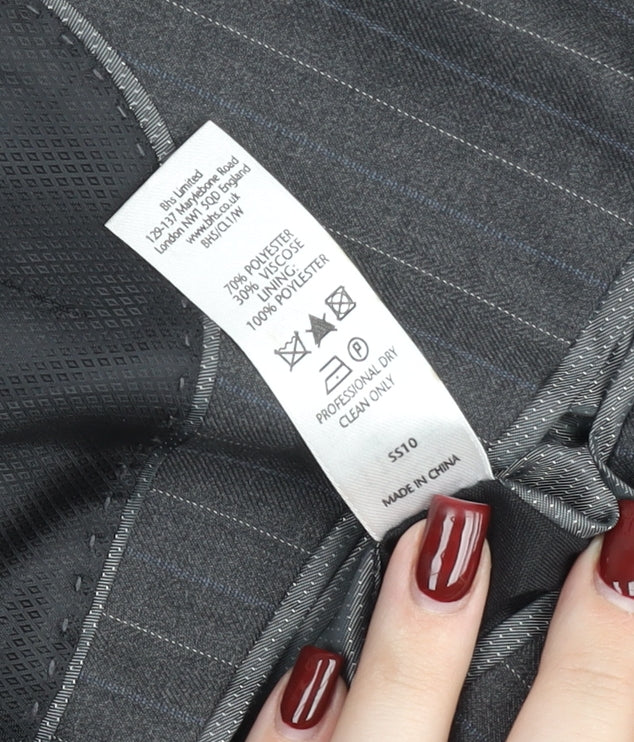 Bhs Limited
129-137 Marylebone Road
London NW1 5QD England
www.bhs.co.uk
BHS/CL1/W
70% POLYESTER
30% VISCOSE
LINING:
100% POYLESTER
P
PROFESSIONAL DRY
CLEAN ONLY
SS10
MADE IN CHINA